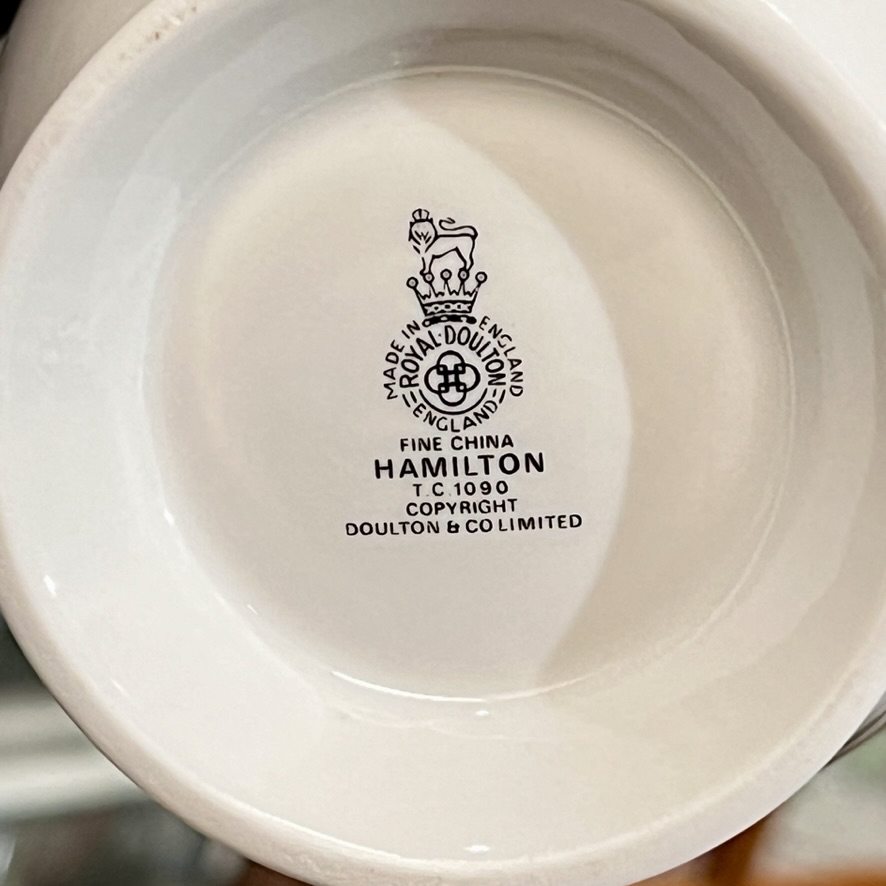 MADE IN ENGLAND
ROYAL·DOULTON
ENGLAND
FINE CHINA
HAMILTON
T.C.1090
COPYRIGHT
DOULTON & CO LIMITED